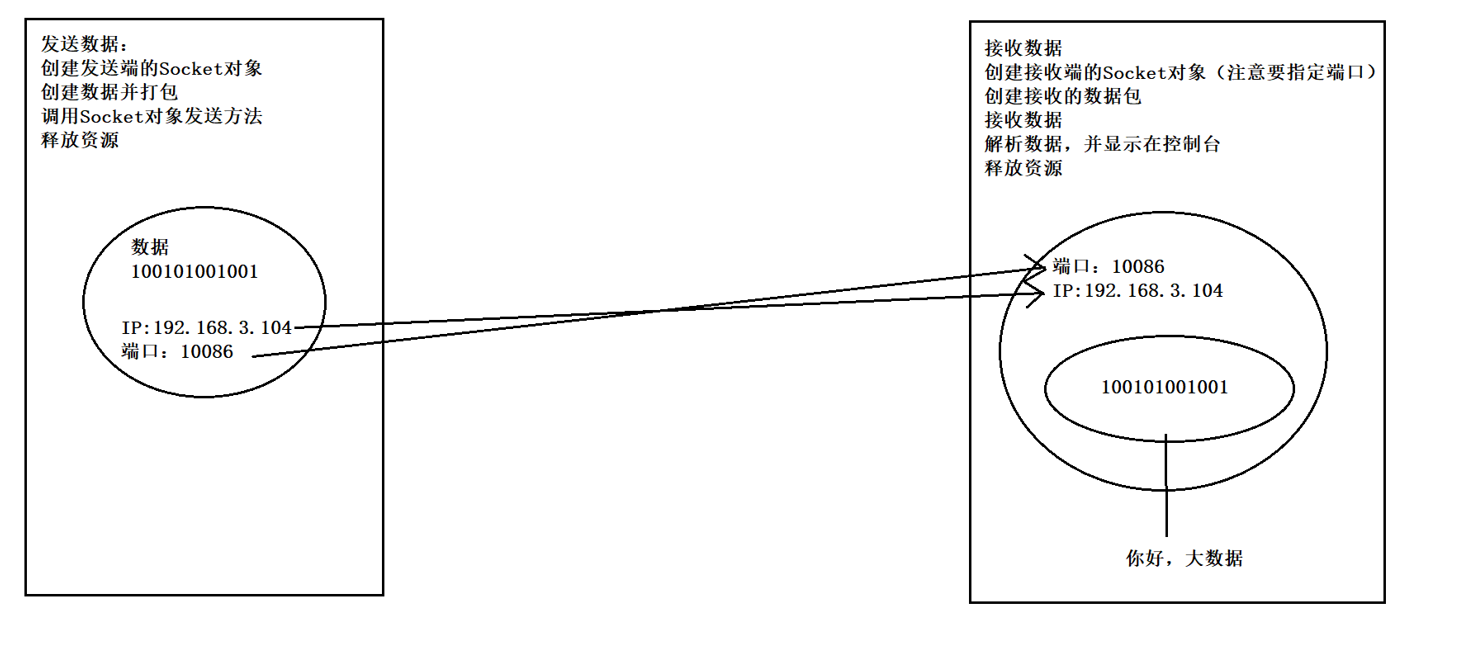 发送数据：
创建发送端的Socket对象
创建数据并打包
调用Socket对象发送方法
释放资源
数据
100101001001
IP:192.168.3.104
端口：10086
接收数据
创建接收端的Socket对象（注意要指定端口）
创建接收的数据包
接收数据
解析数据，并显示在控制台
释放资源
端口：10086
IP:192.168.3.104
100101001001
你好，大数据